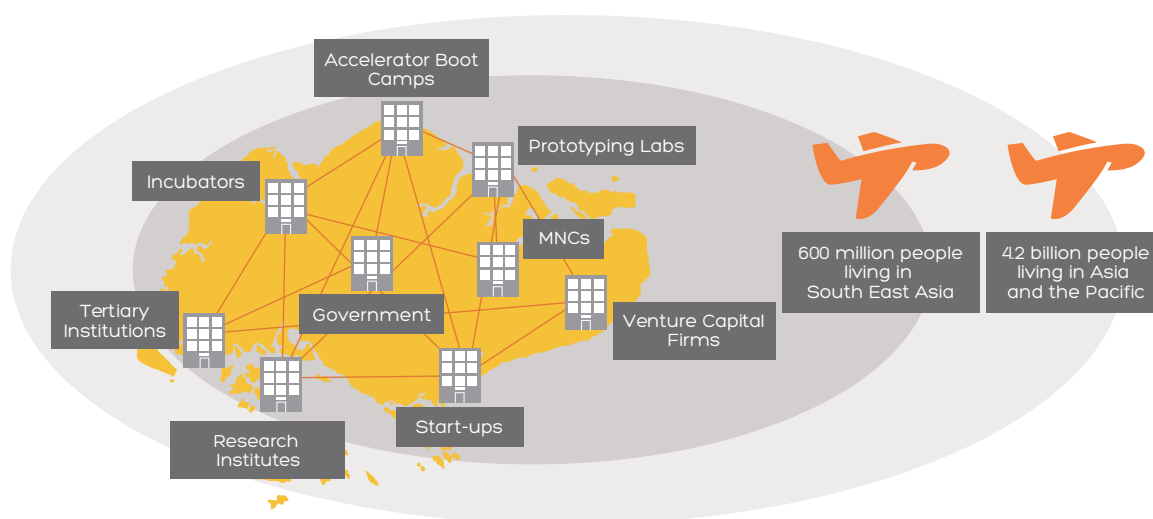 Accelerator Boot
Camps
Prototyping Labs
Incubators
MNCs
600 million people
living in
South East Asia
4.2 billion people
living in Asia
and the Pacific
Tertiary
Institutions
Government
Venture Capital
Firms
Start-ups
Research
Institutes